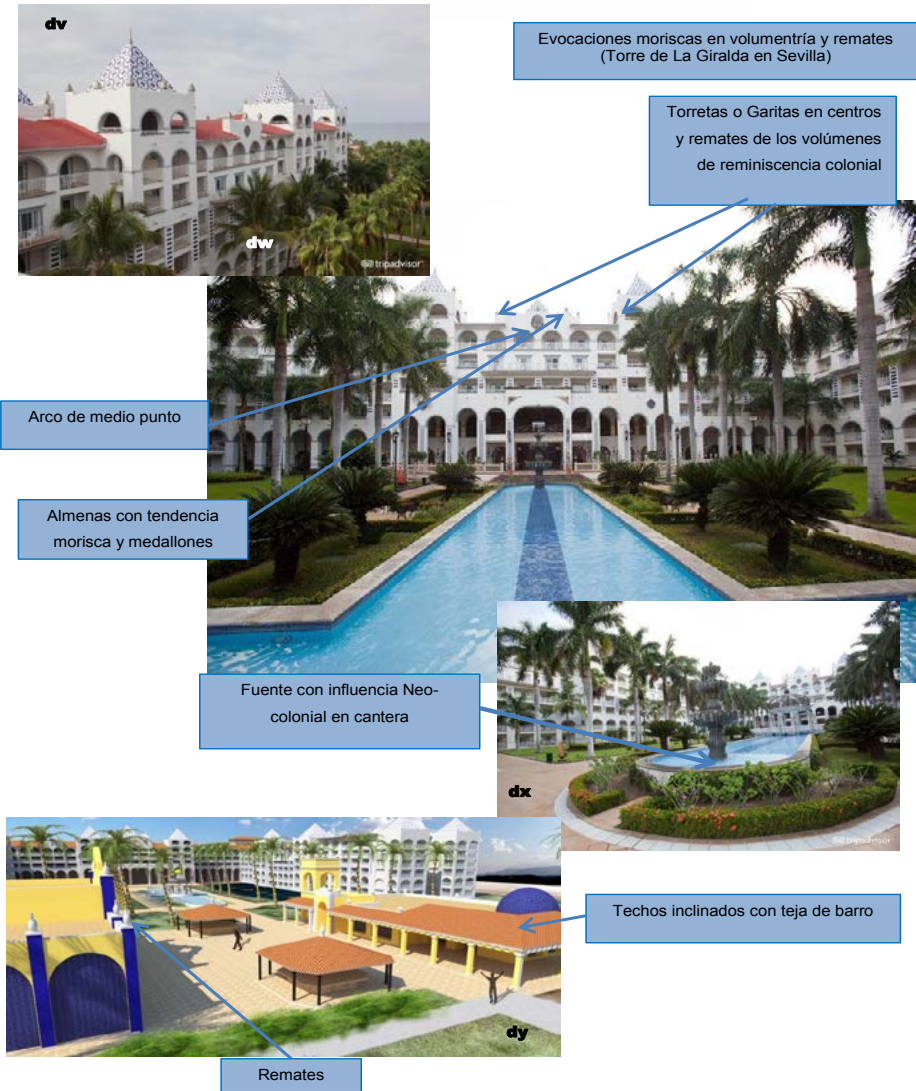 dv
Evocaciones moriscas en volumentría y remates
(Torre de La Giralda en Sevilla)
Torretas o Garitas en centros
y remates de los volúmenes
de reminiscencia colonial
dw
tripadvisor
Arco de medio punto
Almenas con tendencia
morisca y medallones
Fuente con influencia Neo-
colonial en cantera
dx
tripadvisor
Techos inclinados con teja de barro
dy
Remates